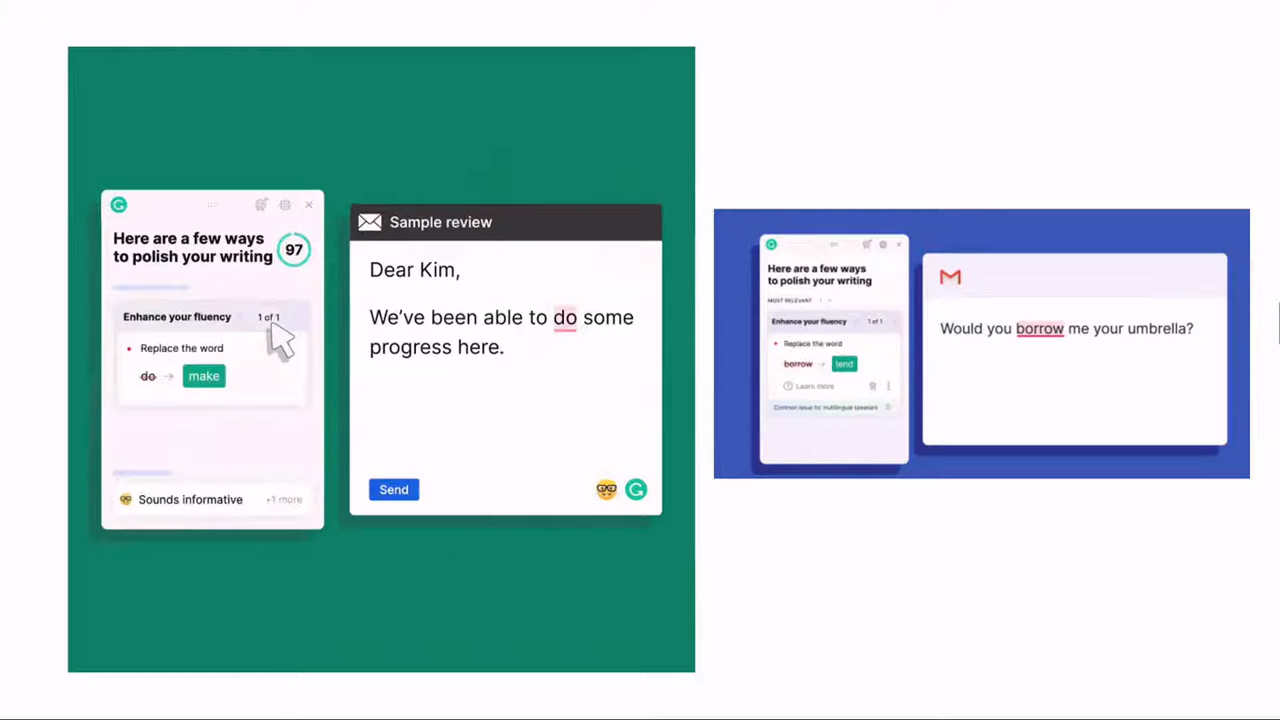 Here are a few ways
to polish your writing
97
Enhance your fluency
1 of 1
Replace the word
do → make
Sounds informative
+1 more
Sample review
Dear Kim,
We've been able to do some
progress here.
Send
Here are a few ways
to polish your writing
MOST RELEVANT
Enhance your fluency
1 of 1
Replace the word
borrow → lend
Learn more
Common issue for multilingual speakers
Would you borrow me your umbrella?